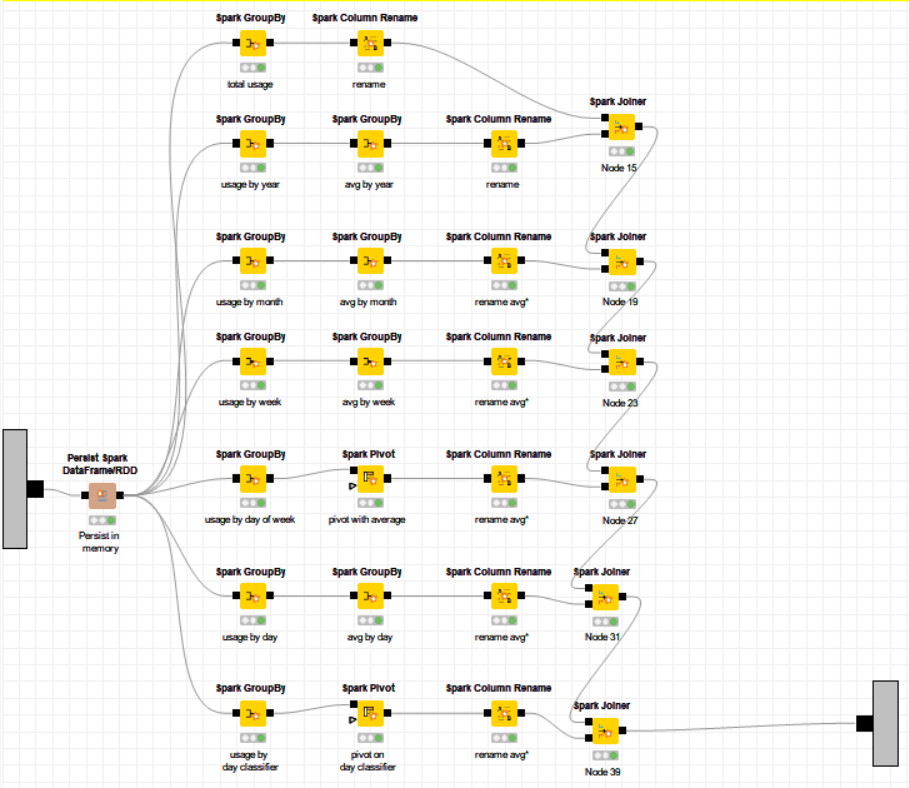 Spark GroupBy
Spark Column Rename
total usage
rename
Spark Joiner
Node 15
Spark GroupBy
Spark GroupBy
Spark Column Rename
usage by year
avg by year
rename
Spark GroupBy
Spark GroupBy
Spark Column Rename
Spark Joiner
usage by month
avg by month
rename avg*
Node 19
Spark GroupBy
Spark GroupBy
Spark Column Rename
Spark Joiner
usage by week
avg by week
rename avg*
Node 23
Persist Spark
DataFrame/RDD
Persist in
memory
Spark GroupBy
Spark Pivot
Spark Column Rename
Spark Joiner
usage by day of week
pivot with average
rename avg*
Node 27
Spark GroupBy
Spark GroupBy
Spark Column Rename
Spark Joiner
usage by day
avg by day
rename avg*
Node 31
Spark GroupBy
Spark Pivot
Spark Column Rename
Spark Joiner
usage by
day classifier
pivot on
day classifier
rename avg*
Node 39